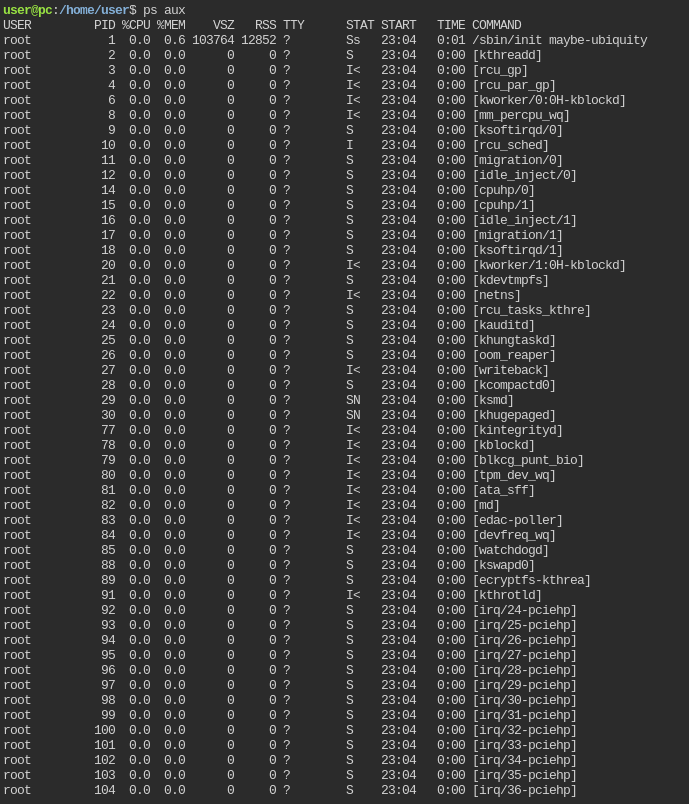 user@pc:/home/user$ ps aux
USER         PID %CPU %MEM    VSZ   RSS TTY      STAT START   TIME COMMAND
root           1  0.0  0.6 103764 12852 ?        Ss   23:04   0:01 /sbin/init maybe-ubiquity
root           2  0.0  0.0      0     0 ?        S    23:04   0:00 [kthreadd]
root           3  0.0  0.0      0     0 ?        I<   23:04   0:00 [rcu_gp]
root           4  0.0  0.0      0     0 ?        I<   23:04   0:00 [rcu_par_gp]
root           6  0.0  0.0      0     0 ?        I<   23:04   0:00 [kworker/0:0H-kblockd]
root           8  0.0  0.0      0     0 ?        I<   23:04   0:00 [mm_percpu_wq]
root           9  0.0  0.0      0     0 ?        S    23:04   0:00 [ksoftirqd/0]
root          10  0.0  0.0      0     0 ?        I    23:04   0:00 [rcu_sched]
root          11  0.0  0.0      0     0 ?        S    23:04   0:00 [migration/0]
root          12  0.0  0.0      0     0 ?        S    23:04   0:00 [idle_inject/0]
root          14  0.0  0.0      0     0 ?        S    23:04   0:00 [cpuhp/0]
root          15  0.0  0.0      0     0 ?        S    23:04   0:00 [cpuhp/1]
root          16  0.0  0.0      0     0 ?        S    23:04   0:00 [idle_inject/1]
root          17  0.0  0.0      0     0 ?        S    23:04   0:00 [migration/1]
root          18  0.0  0.0      0     0 ?        S    23:04   0:00 [ksoftirqd/1]
root          20  0.0  0.0      0     0 ?        I<   23:04   0:00 [kworker/1:0H-kblockd]
root          21  0.0  0.0      0     0 ?        S    23:04   0:00 [kdevtmpfs]
root          22  0.0  0.0      0     0 ?        I<   23:04   0:00 [netns]
root          23  0.0  0.0      0     0 ?        S    23:04   0:00 [rcu_tasks_kthre]
root          24  0.0  0.0      0     0 ?        S    23:04   0:00 [kauditd]
root          25  0.0  0.0      0     0 ?        S    23:04   0:00 [khungtaskd]
root          26  0.0  0.0      0     0 ?        S    23:04   0:00 [oom_reaper]
root          27  0.0  0.0      0     0 ?        I<   23:04   0:00 [writeback]
root          28  0.0  0.0      0     0 ?        S    23:04   0:00 [kcompactd0]
root          29  0.0  0.0      0     0 ?        SN   23:04   0:00 [ksmd]
root          30  0.0  0.0      0     0 ?        SN   23:04   0:00 [khugepaged]
root          77  0.0  0.0      0     0 ?        I<   23:04   0:00 [kintegrityd]
root          78  0.0  0.0      0     0 ?        I<   23:04   0:00 [kblockd]
root          79  0.0  0.0      0     0 ?        I<   23:04   0:00 [blkcg_punt_bio]
root          80  0.0  0.0      0     0 ?        I<   23:04   0:00 [tpm_dev_wq]
root          81  0.0  0.0      0     0 ?        I<   23:04   0:00 [ata_sff]
root          82  0.0  0.0      0     0 ?        I<   23:04   0:00 [md]
root          83  0.0  0.0      0     0 ?        I<   23:04   0:00 [edac-poller]
root          84  0.0  0.0      0     0 ?        I<   23:04   0:00 [devfreq_wq]
root          85  0.0  0.0      0     0 ?        S    23:04   0:00 [watchdogd]
root          88  0.0  0.0      0     0 ?        S    23:04   0:00 [kswapd0]
root          89  0.0  0.0      0     0 ?        S    23:04   0:00 [ecryptfs-kthrea]
root          91  0.0  0.0      0     0 ?        I<   23:04   0:00 [kthrotld]
root          92  0.0  0.0      0     0 ?        S    23:04   0:00 [irq/24-pciehp]
root          93  0.0  0.0      0     0 ?        S    23:04   0:00 [irq/25-pciehp]
root          94  0.0  0.0      0     0 ?        S    23:04   0:00 [irq/26-pciehp]
root          95  0.0  0.0      0     0 ?        S    23:04   0:00 [irq/27-pciehp]
root          96  0.0  0.0      0     0 ?        S    23:04   0:00 [irq/28-pciehp]
root          97  0.0  0.0      0     0 ?        S    23:04   0:00 [irq/29-pciehp]
root          98  0.0  0.0      0     0 ?        S    23:04   0:00 [irq/30-pciehp]
root          99  0.0  0.0      0     0 ?        S    23:04   0:00 [irq/31-pciehp]
root         100  0.0  0.0      0     0 ?        S    23:04   0:00 [irq/32-pciehp]
root         101  0.0  0.0      0     0 ?        S    23:04   0:00 [irq/33-pciehp]
root         102  0.0  0.0      0     0 ?        S    23:04   0:00 [irq/34-pciehp]
root         103  0.0  0.0      0     0 ?        S    23:04   0:00 [irq/35-pciehp]
root         104  0.0  0.0      0     0 ?        S    23:04   0:00 [irq/36-pciehp]